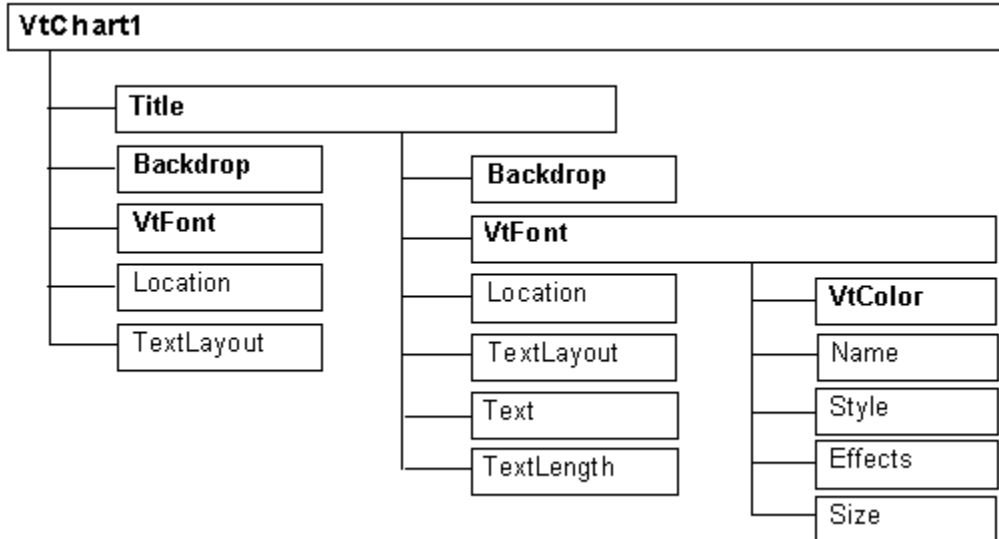 VtChart1
Title
Backdrop
VtFont
Location
TextLayout
Backdrop
VtFont
Location
TextLayout
Text
TextLength
VtColor
Name
Style
Effects
Size